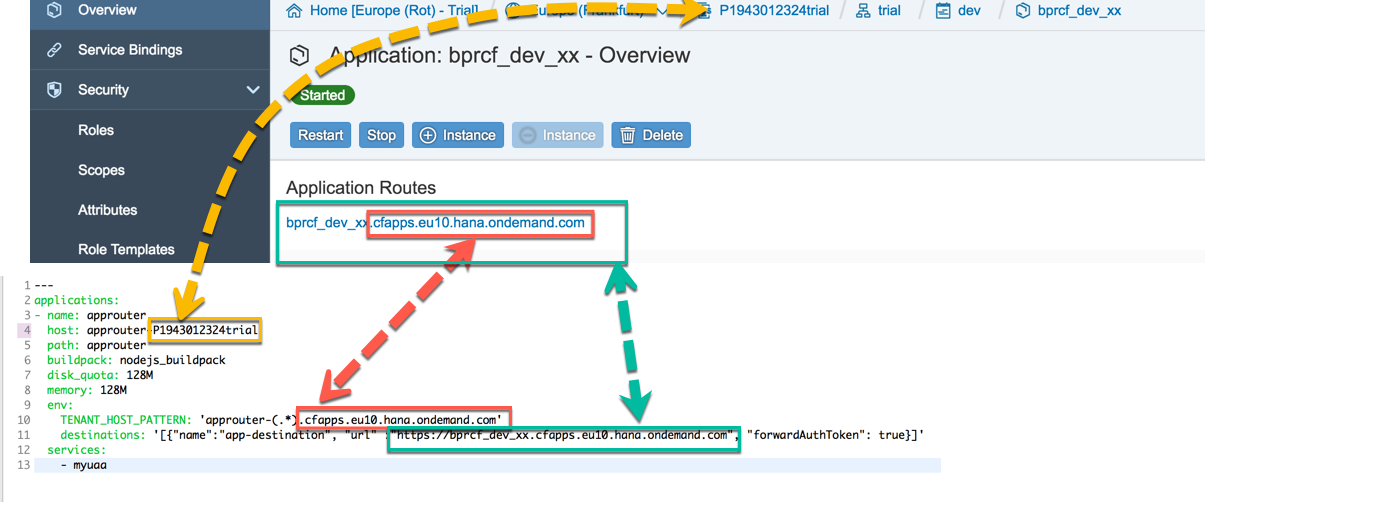 Overview
Home [Europe (Rot) - Trial] / Europe (Frankfurt) / P1943012324trial / trial / dev / bprcf_dev_xx
Service Bindings
Application: bprcf_dev_xx - Overview
Security
Started
Roles
Restart Stop Instance Instance Delete
Scopes
Application Routes
Attributes
bprcf_dev_xx.cfapps.eu10.hana.ondemand.com
Role Templates
1 ---
2 applications:
3 - name: approuter
4 host: approuter-P1943012324trial
5 path: approuter
6 buildpack: nodejs_buildpack
7 disk_quota: 128M
8 memory: 128M
9 env:
10 TENANT_HOST_PATTERN: 'approuter-(.*).cfapps.eu10.hana.ondemand.com'
11 destinations: '[{"name":"app-destination", "url" :"https://bprcf_dev_xx.cfapps.eu10.hana.ondemand.com", "forwardAuthToken": true}]'
12 services:
13 - myuaa